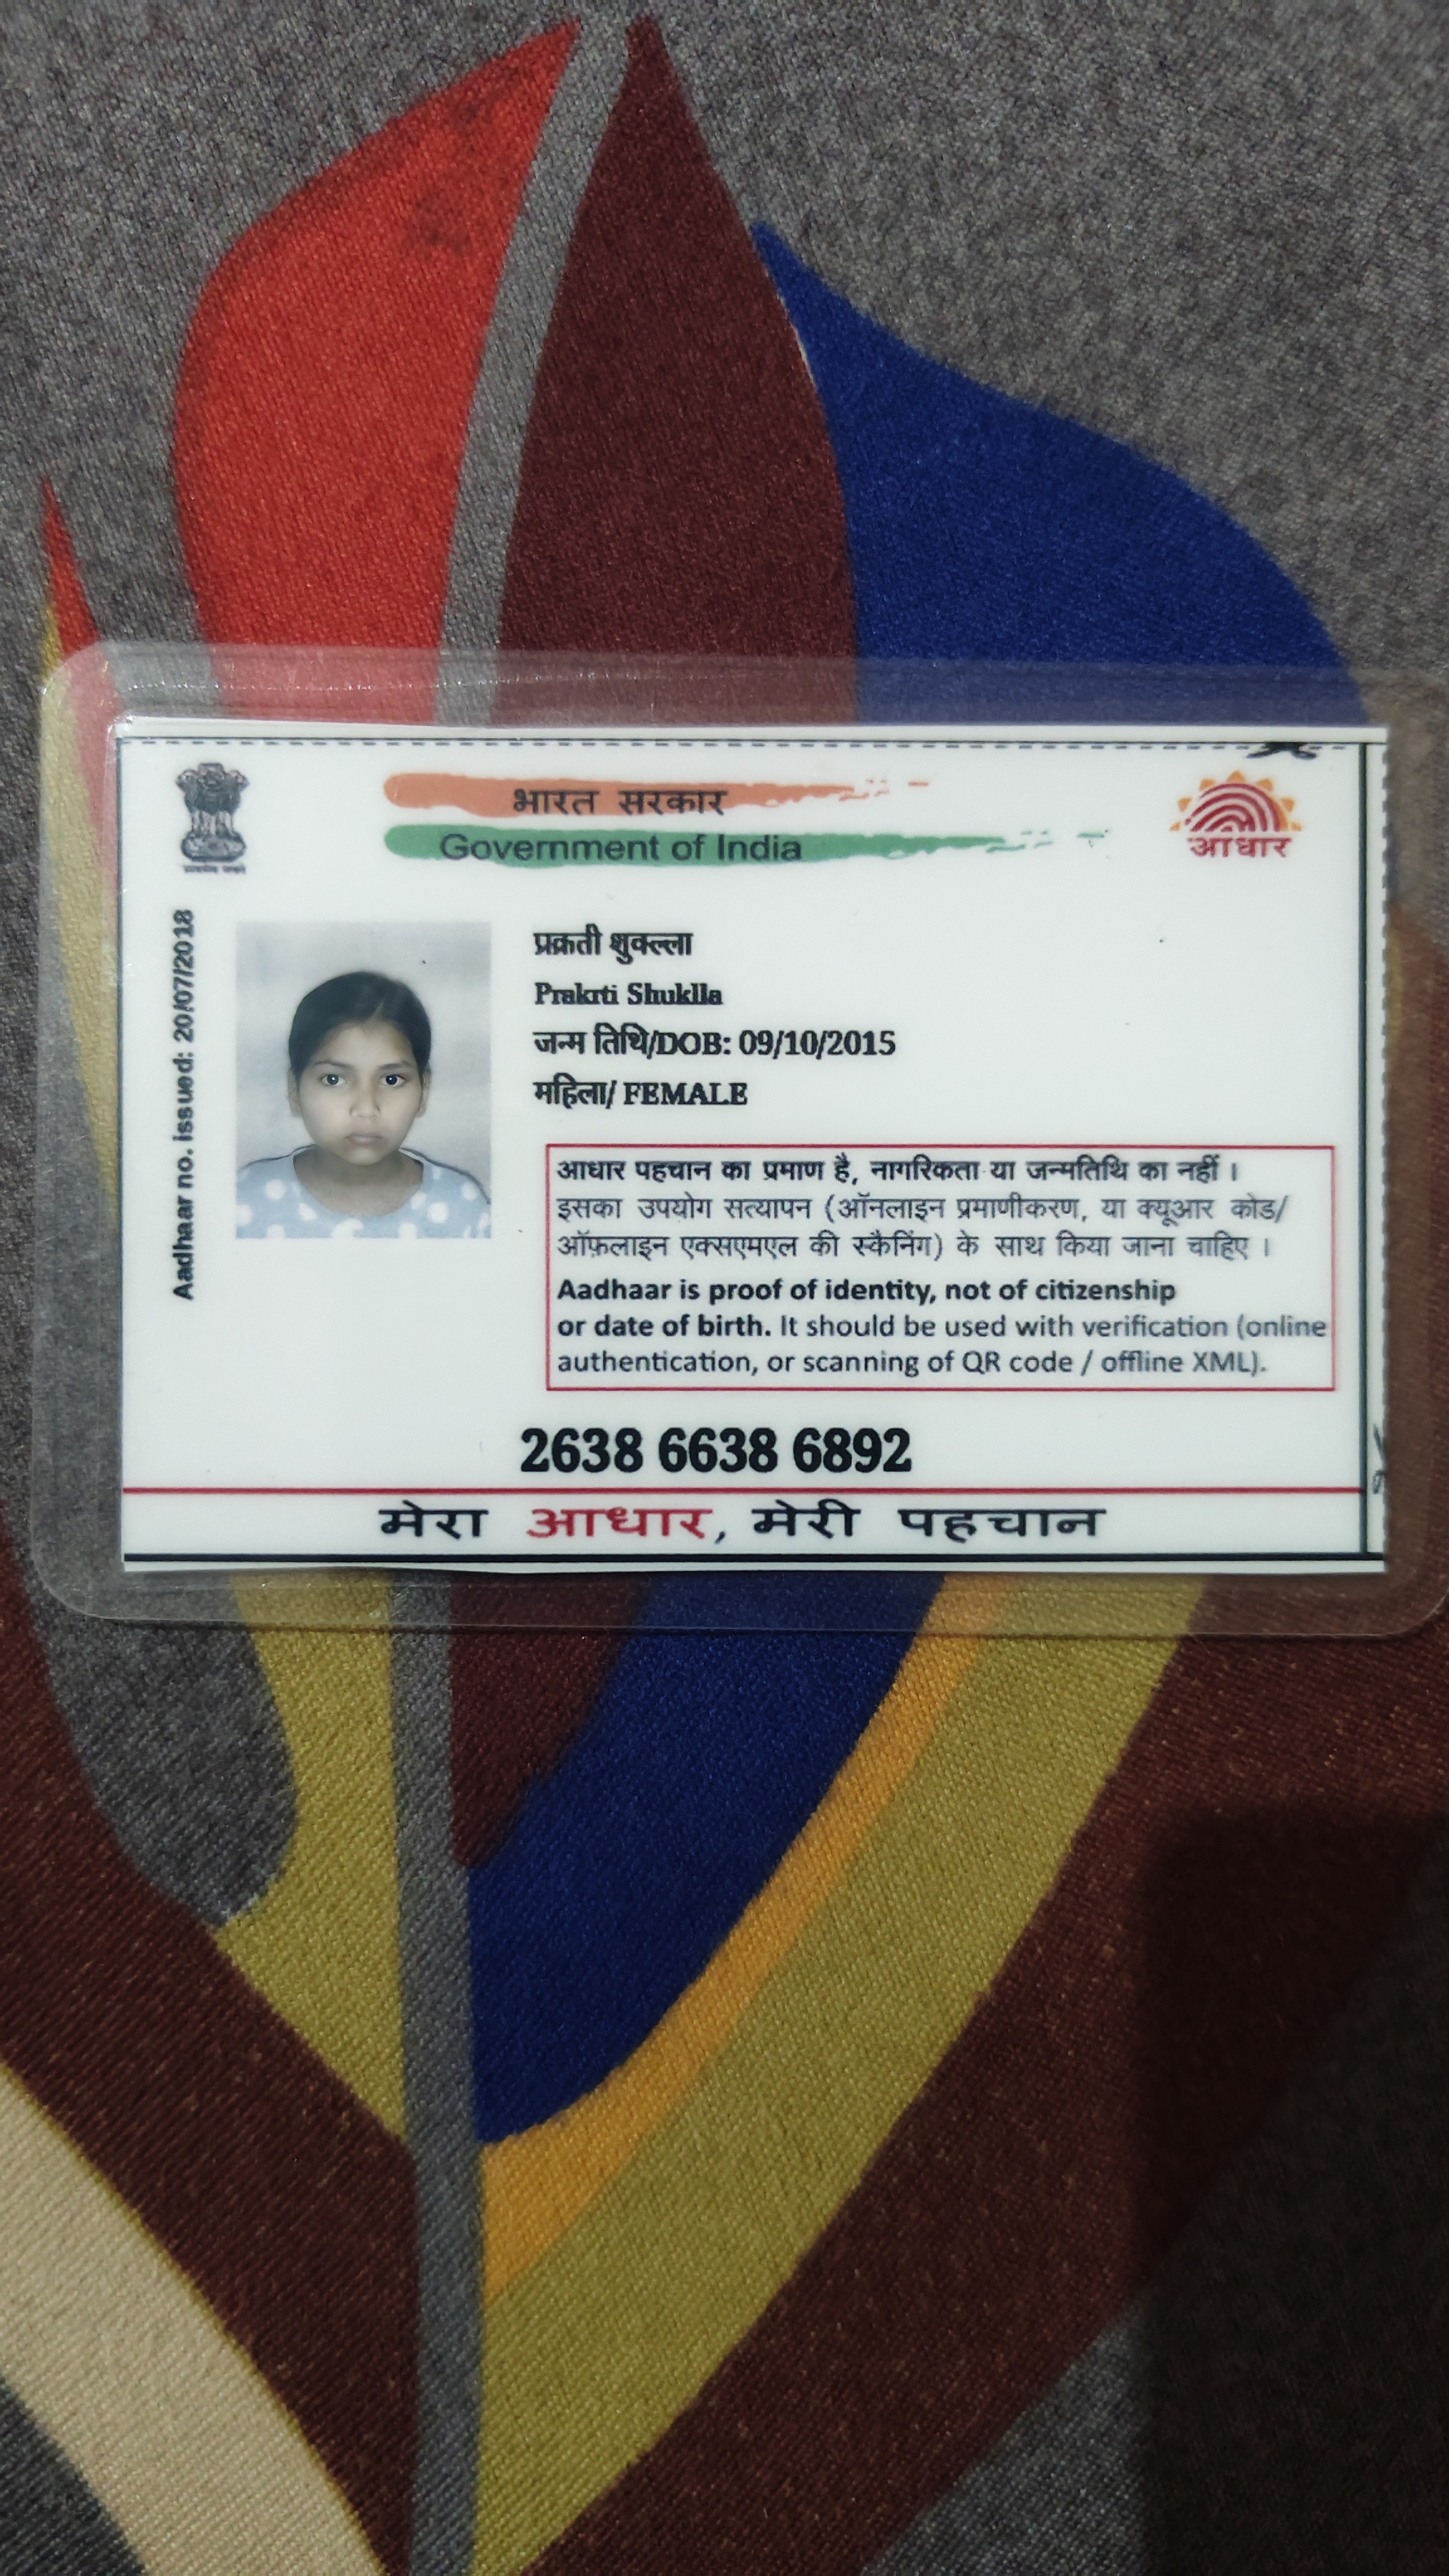 भारत सरकार
Government of India
आधार
Aadhaar no. issued: 20/07/2018
प्रक्रती शुक्ल्ला
Prakrti Shuklla
जन्म तिथि/DOB: 09/10/2015
महिला/ FEMALE
आधार पहचान का प्रमाण है, नागरिकता या जन्मतिथि का नहीं ।
इसका उपयोग सत्यापन (ऑनलाइन प्रमाणीकरण, या क्यूआर कोड/
ऑफ़लाइन एक्सएमएल की स्कैनिंग) के साथ किया जाना चाहिए ।
Aadhaar is proof of identity, not of citizenship
or date of birth. It should be used with verification (online
authentication, or scanning of QR code / offline XML).
2638 6638 6892
मेरा आधार, मेरी पहचान